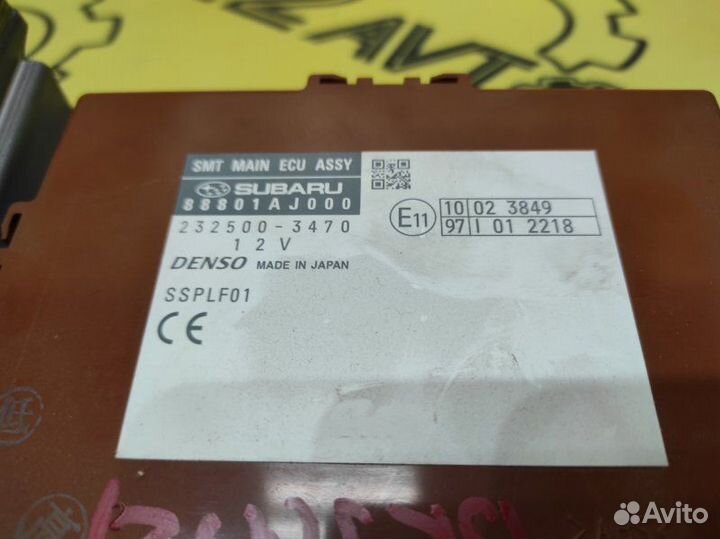 SMT MAIN ECU ASSY
SUBARU
88801AJ000
232500-3470
12V
DENSO MADE IN JAPAN
SSPLF01
CE
E11
10 02 3849
97 I 01 2218
Avito